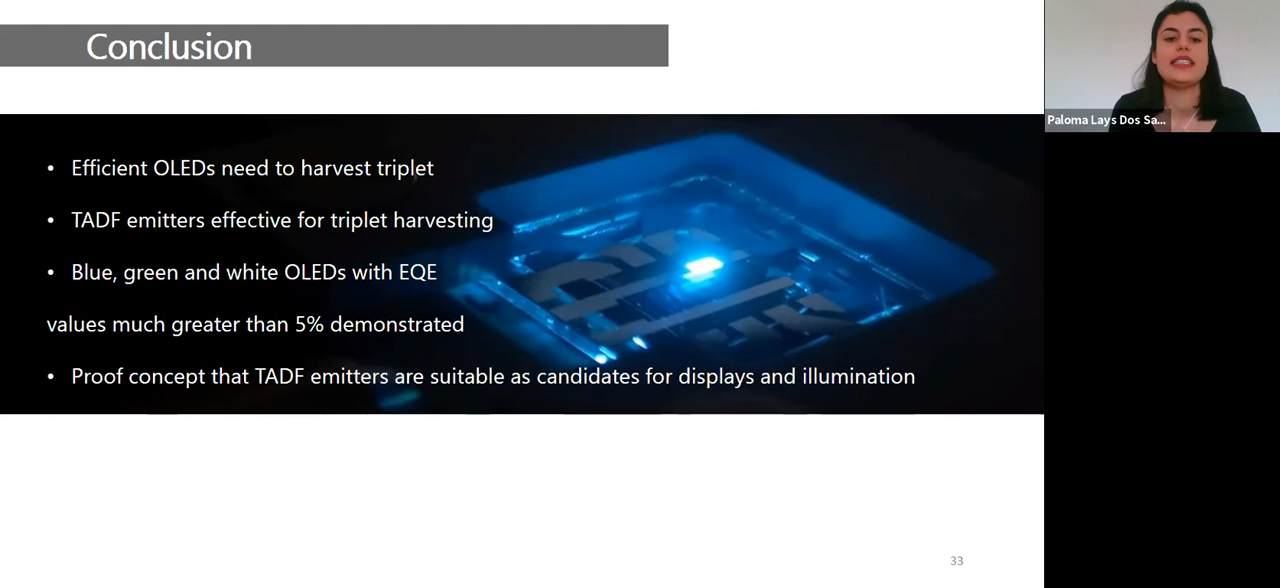 Conclusion
Paloma Lays Dos Sa...
• Efficient OLEDs need to harvest triplet
• TADF emitters effective for triplet harvesting
• Blue, green and white OLEDs with EQE
values much greater than 5% demonstrated
• Proof concept that TADF emitters are suitable as candidates for displays and illumination
33